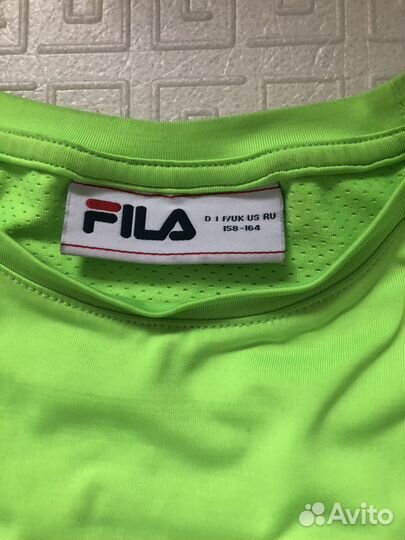 FILA
D I F/UK US RU
158-164
Avito